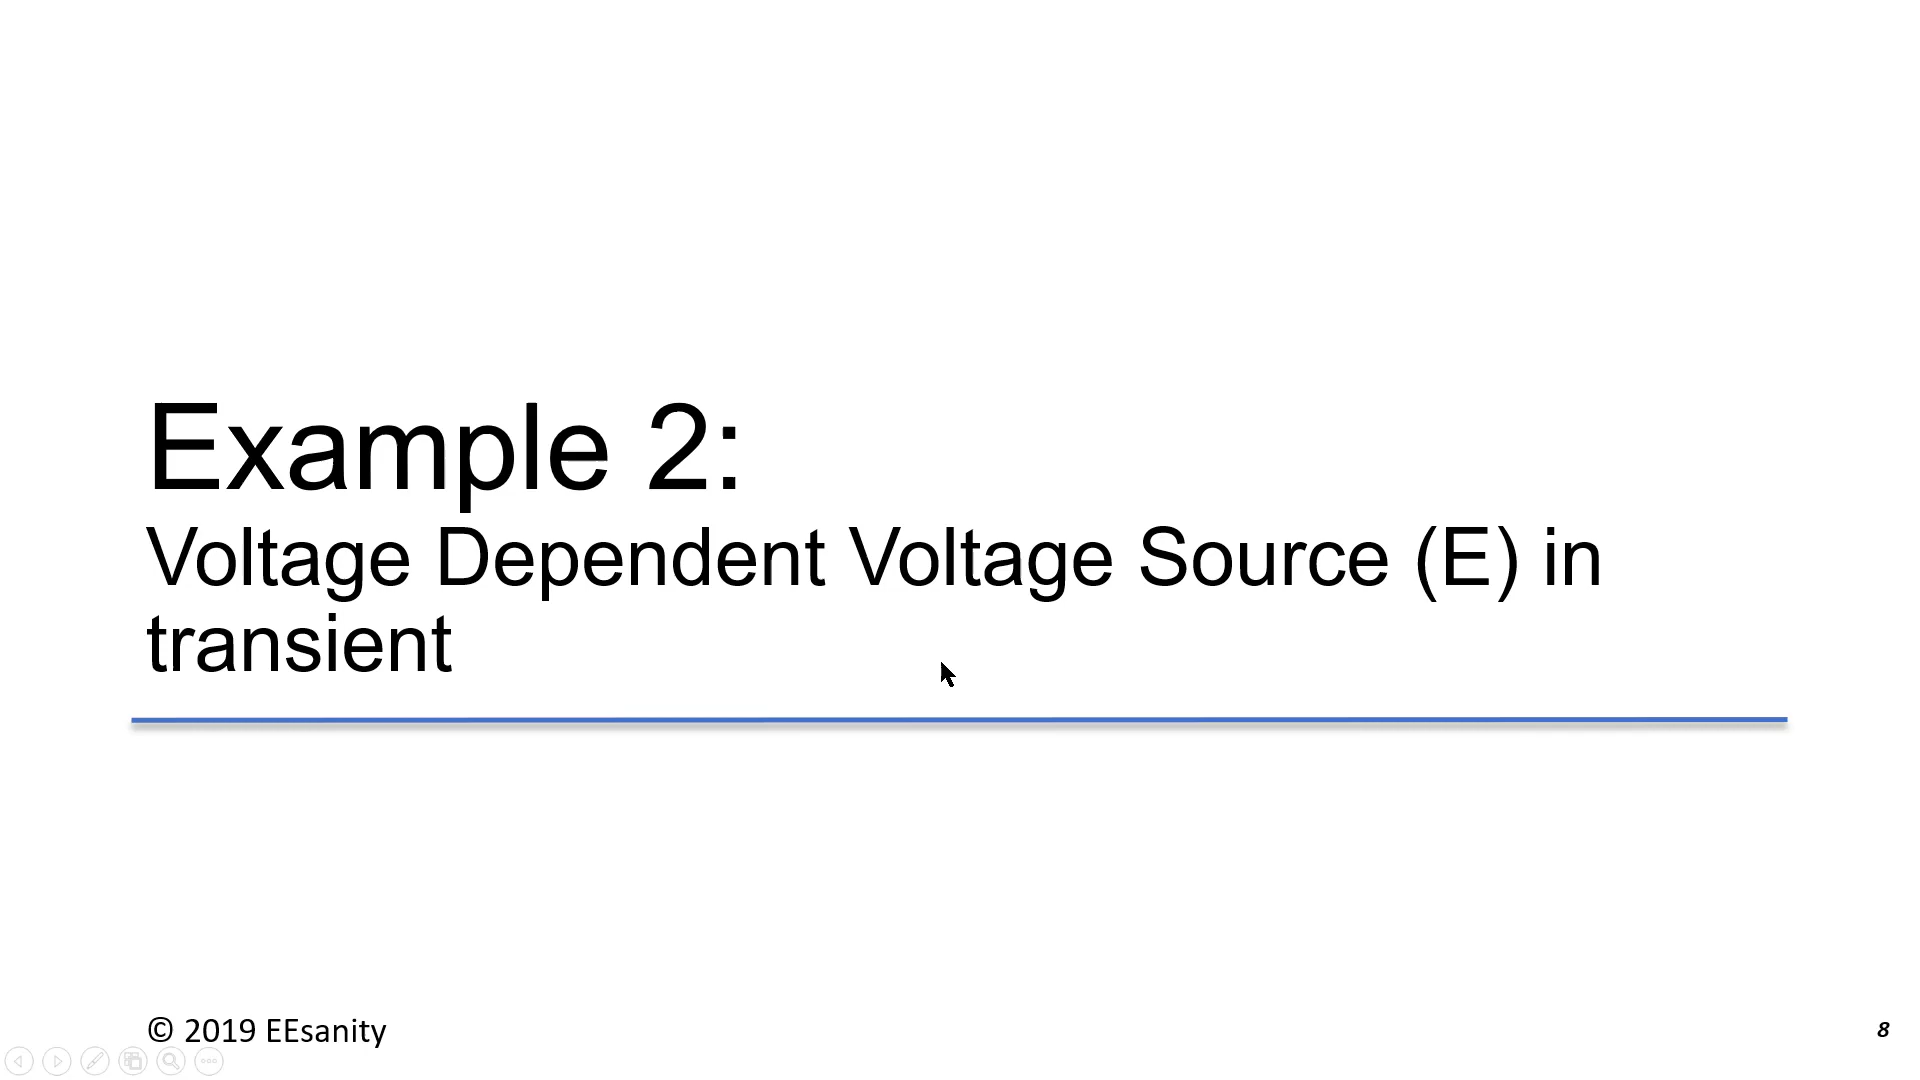 Example 2:
Voltage Dependent Voltage Source (E) in
transient
© 2019 EEsanity
8